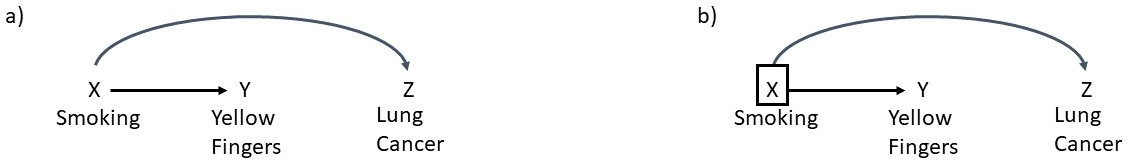 a)
X
Y
Z
Smoking
Yellow
Fingers
Lung
Cancer
b)
X
Y
Z
Smoking
Yellow
Fingers
Lung
Cancer